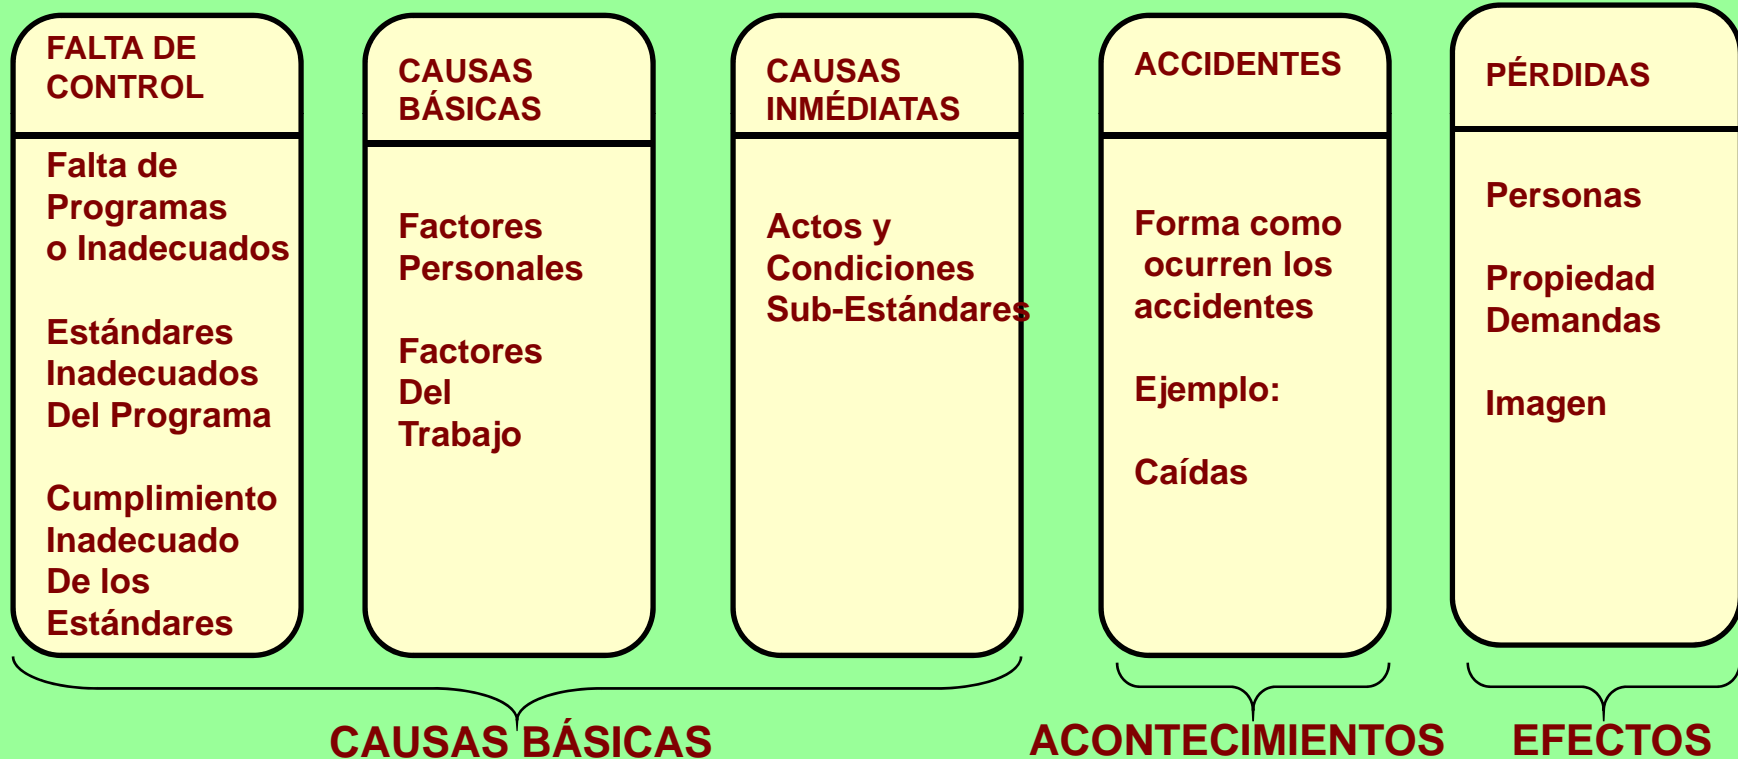 FALTA DE
CONTROL
Falta de
Programas
o Inadecuados
Estándares
Inadecuados
Del Programa
Cumplimiento
Inadecuado
De los
Estándares
CAUSAS
BÁSICAS
Factores
Personales
Factores
Del
Trabajo
CAUSAS
INMÉDIATAS
Actos y
Condiciones
Sub-Estándares
ACCIDENTES
Forma como
ocurren los
accidentes
Ejemplo:
Caídas
PÉRDIDAS
Personas
Propiedad
Demandas
Imagen
CAUSAS BÁSICAS
ACONTECIMIENTOS
EFECTOS